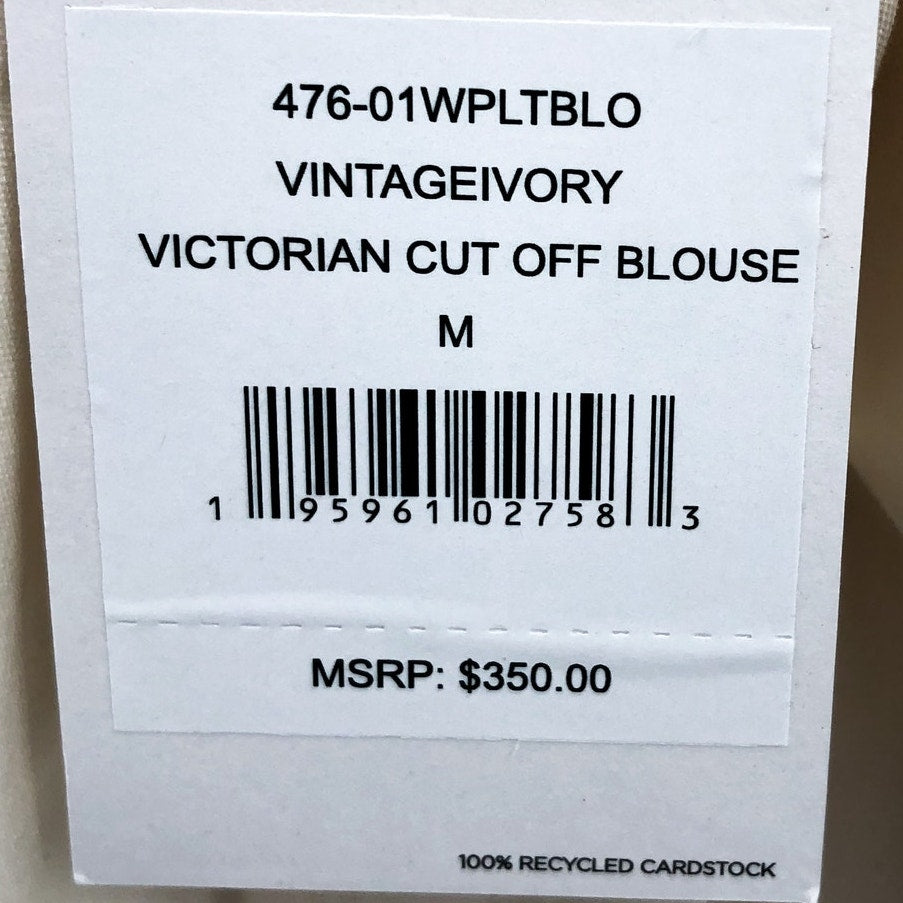 476-01WPLTBLO
VINTAGEIVORY
VICTORIAN CUT OFF BLOUSE
M
1 95961 02758 3
MSRP: $350.00
100% RECYCLED CARDSTOCK